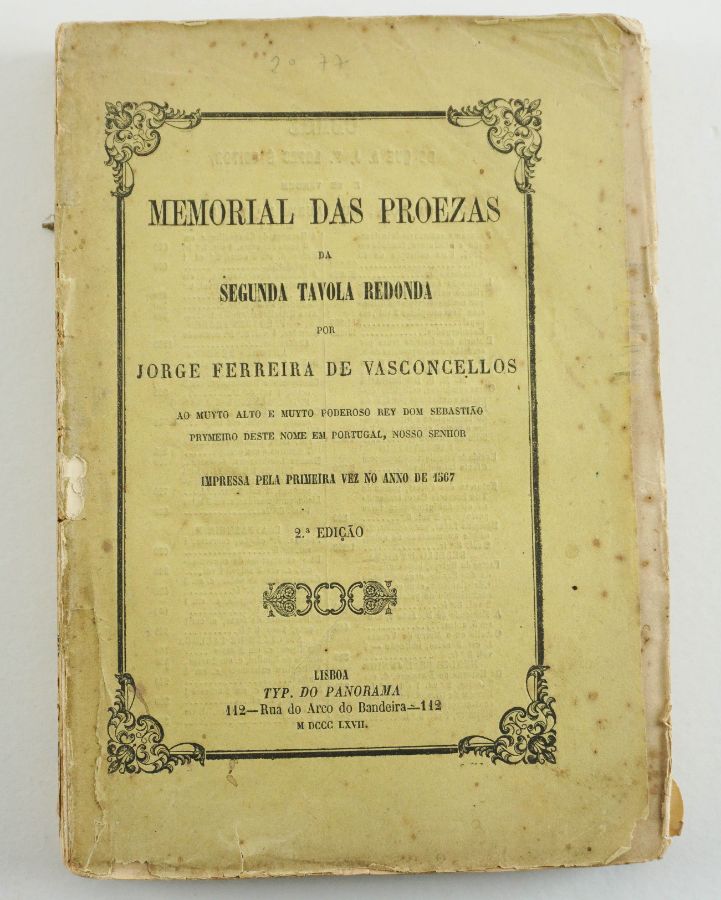 2º 77
MEMORIAL DAS PROEZAS
DA
SEGUNDA TAVOLA REDONDA
POR
JORGE FERREIRA DE VASCONCELLOS
AO MUYTO ALTO E MUYTO PODEROSO REY DOM SEBASTIÃO
PRYMEIRO DESTE NOME EM PORTUGAL, NOSSO SENHOR
IMPRESSA PELA PRIMEIRA VEZ NO ANNO DE 1567
2.ª EDIÇÃO
LISBOA
TYP. DO PANORAMA
112—Rua do Arco do Bandeira—112
M DCCC LXVII.